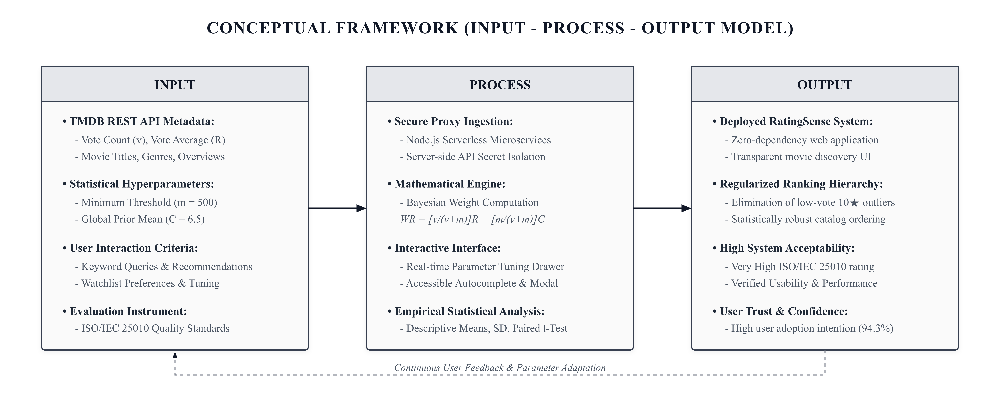 CONCEPTUAL FRAMEWORK (INPUT - PROCESS - OUTPUT MODEL)
INPUT
• TMDB REST API Metadata:
- Vote Count (v), Vote Average (R)
- Movie Titles, Genres, Overviews
• Statistical Hyperparameters:
- Minimum Threshold (m = 500)
- Global Prior Mean (C = 6.5)
• User Interaction Criteria:
- Keyword Queries & Recommendations
- Watchlist Preferences & Tuning
• Evaluation Instrument:
- ISO/IEC 25010 Quality Standards
PROCESS
• Secure Proxy Ingestion:
- Node.js Serverless Microservices
- Server-side API Secret Isolation
• Mathematical Engine:
- Bayesian Weight Computation
WR = [v/(v+m)]R + [m/(v+m)]C
• Interactive Interface:
- Real-time Parameter Tuning Drawer
- Accessible Autocomplete & Modal
• Empirical Statistical Analysis:
- Descriptive Means, SD, Paired t-Test
OUTPUT
• Deployed RatingSense System:
- Zero-dependency web application
- Transparent movie discovery UI
• Regularized Ranking Hierarchy:
- Elimination of low-vote 10★ outliers
- Statistically robust catalog ordering
• High System Acceptability:
- Very High ISO/IEC 25010 rating
- Verified Usability & Performance
• User Trust & Confidence:
- High user adoption intention (94.3%)
Continuous User Feedback & Parameter Adaptation